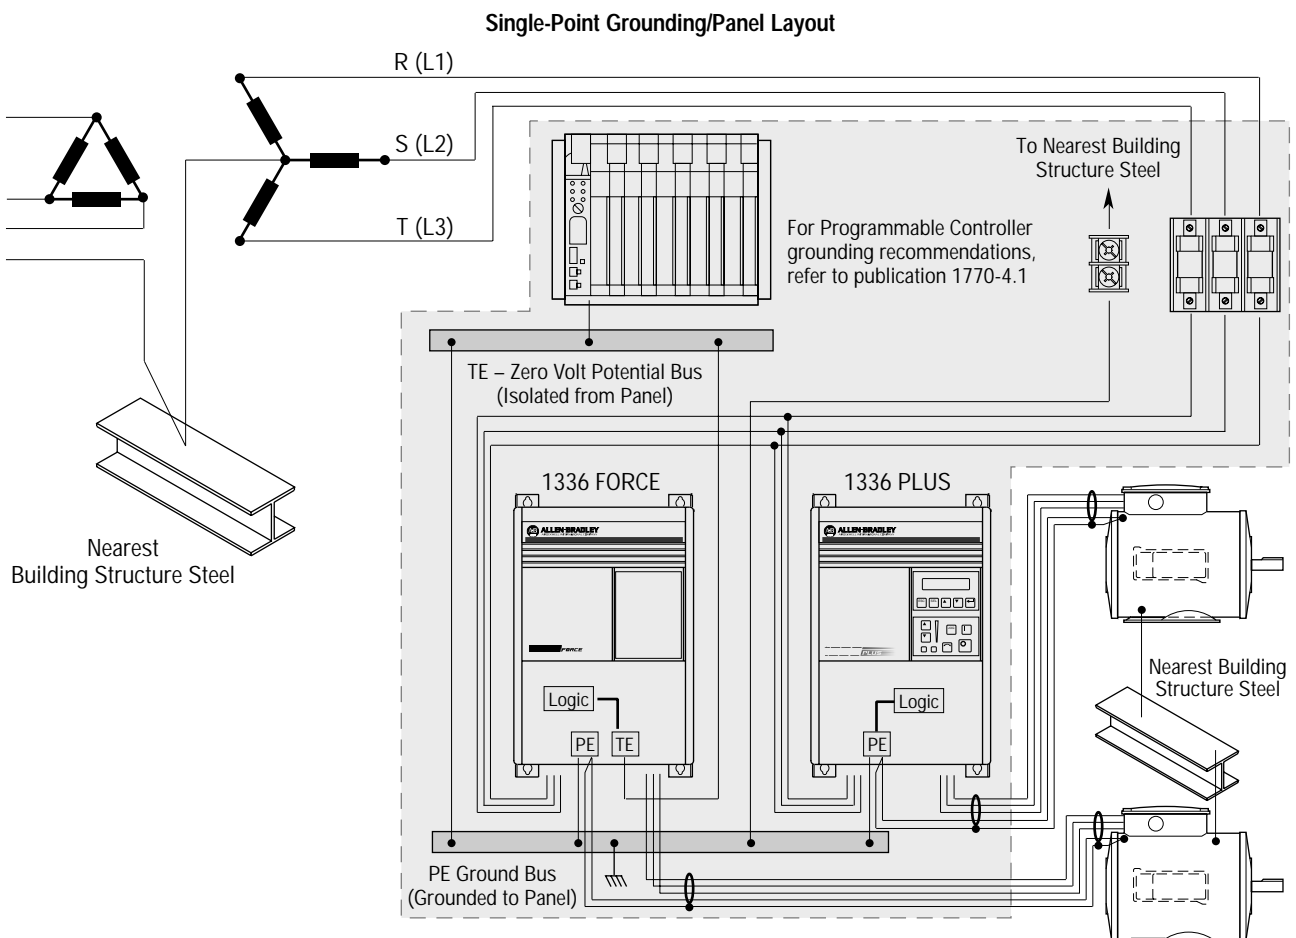 Single-Point Grounding/Panel Layout
R (L1)
S (L2)
T (L3)
To Nearest Building
Structure Steel
For Programmable Controller
grounding recommendations,
refer to publication 1770-4.1
TE – Zero Volt Potential Bus
(Isolated from Panel)
Nearest
Building Structure Steel
1336 FORCE
1336 PLUS
ALLEN-BRADLEY
ALLEN-BRADLEY
FORCE
Logic
PE
TE
Logic
PE
Nearest Building
Structure Steel
PE Ground Bus
(Grounded to Panel)